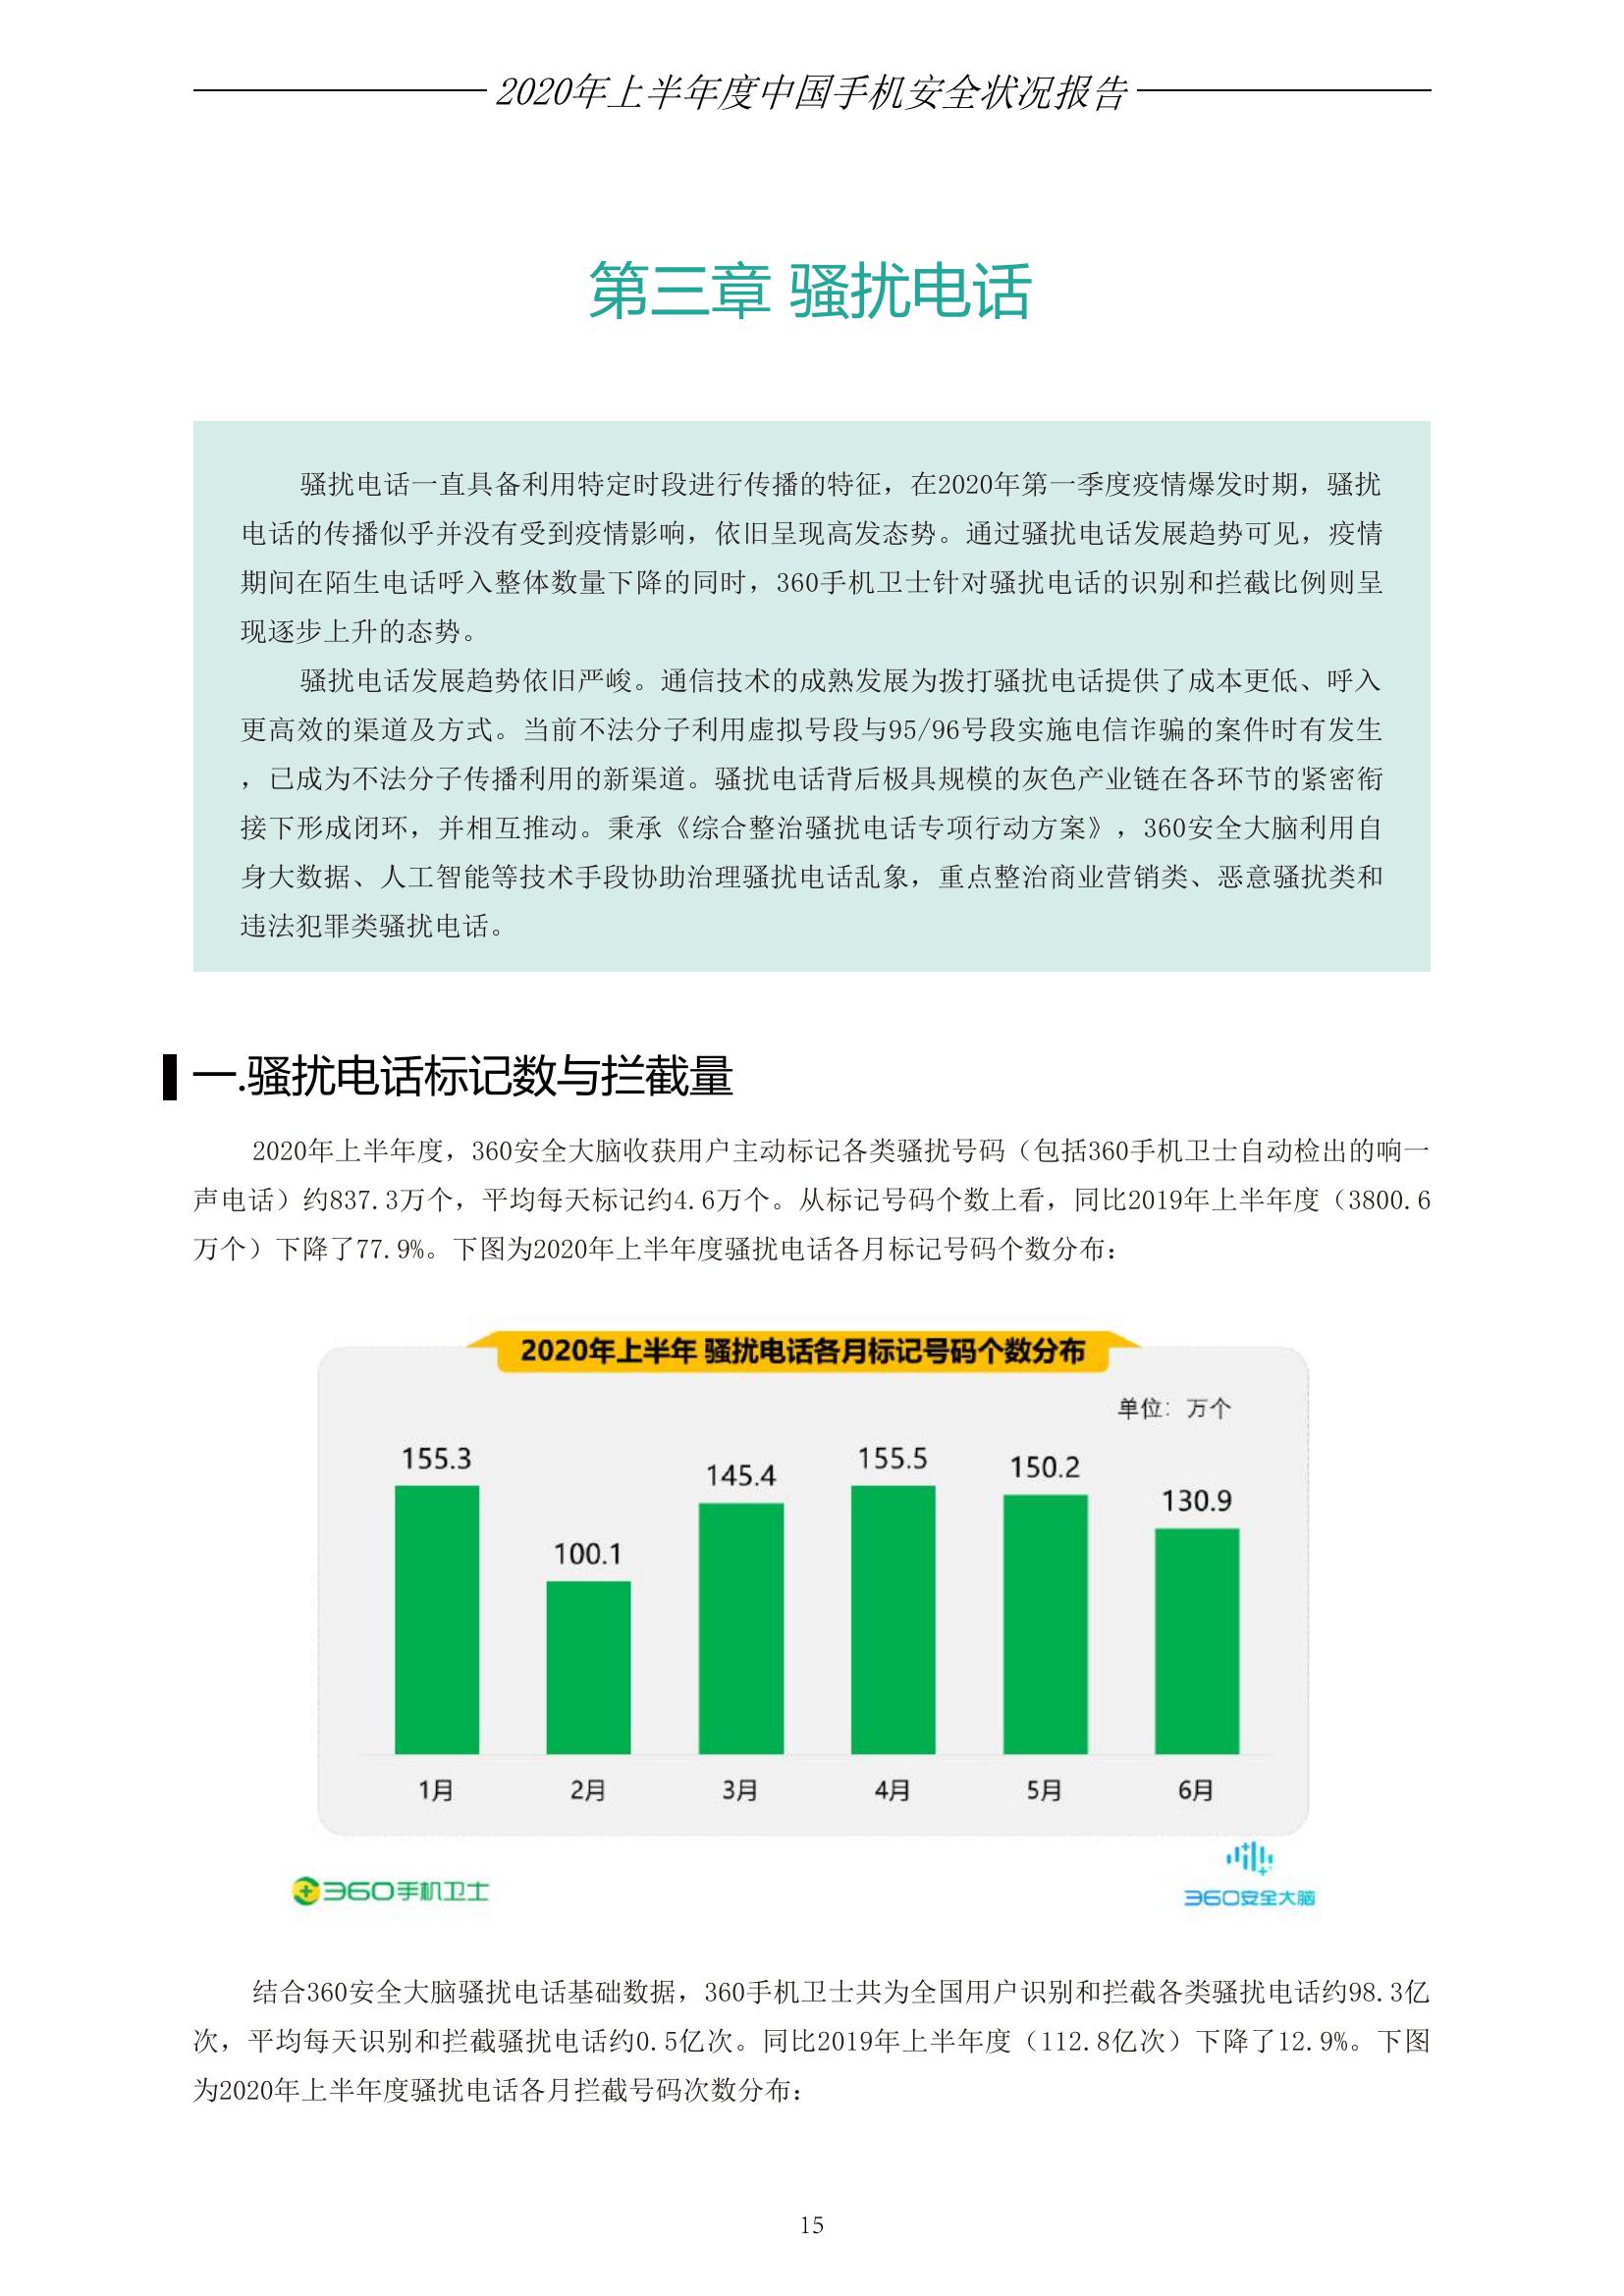 2020年上半年度中国手机安全状况报告
第三章 骚扰电话
骚扰电话一直具备利用特定时段进行传播的特征，在2020年第一季度疫情爆发时期，骚扰
电话的传播似乎并没有受到疫情影响，依旧呈现高发态势。通过骚扰电话发展趋势可见，疫情
期间在陌生电话呼入整体数量下降的同时，360手机卫士针对骚扰电话的识别和拦截比例则呈
现逐步上升的态势。
骚扰电话发展趋势依旧严峻。通信技术的成熟发展为拨打骚扰电话提供了成本更低、呼入
更高效的渠道及方式。当前不法分子利用虚拟号段与95/96号段实施电信诈骗的案件时有发生
，已成为不法分子传播利用的新渠道。骚扰电话背后极具规模的灰色产业链在各环节的紧密衔
接下形成闭环，并相互推动。秉承《综合整治骚扰电话专项行动方案》，360安全大脑利用自
身大数据、人工智能等技术手段协助治理骚扰电话乱象，重点整治商业营销类、恶意骚扰类和
违法犯罪类骚扰电话。
一.骚扰电话标记数与拦截量
2020年上半年度，360安全大脑收获用户主动标记各类骚扰号码（包括360手机卫士自动检出的响一
声电话）约837.3万个，平均每天标记约4.6万个。从标记号码个数上看，同比2019年上半年度（3800.6
万个）下降了77.9%。下图为2020年上半年度骚扰电话各月标记号码个数分布：
2020年上半年 骚扰电话各月标记号码个数分布
单位：万个
155.3
100.1
145.4
155.5
150.2
130.9
1月
2月
3月
4月
5月
6月
360手机卫士
360安全大脑
结合360安全大脑骚扰电话基础数据，360手机卫士共为全国用户识别和拦截各类骚扰电话约98.3亿
次，平均每天识别和拦截骚扰电话约0.5亿次。同比2019年上半年度（112.8亿次）下降了12.9%。下图
为2020年上半年度骚扰电话各月拦截号码次数分布：
15